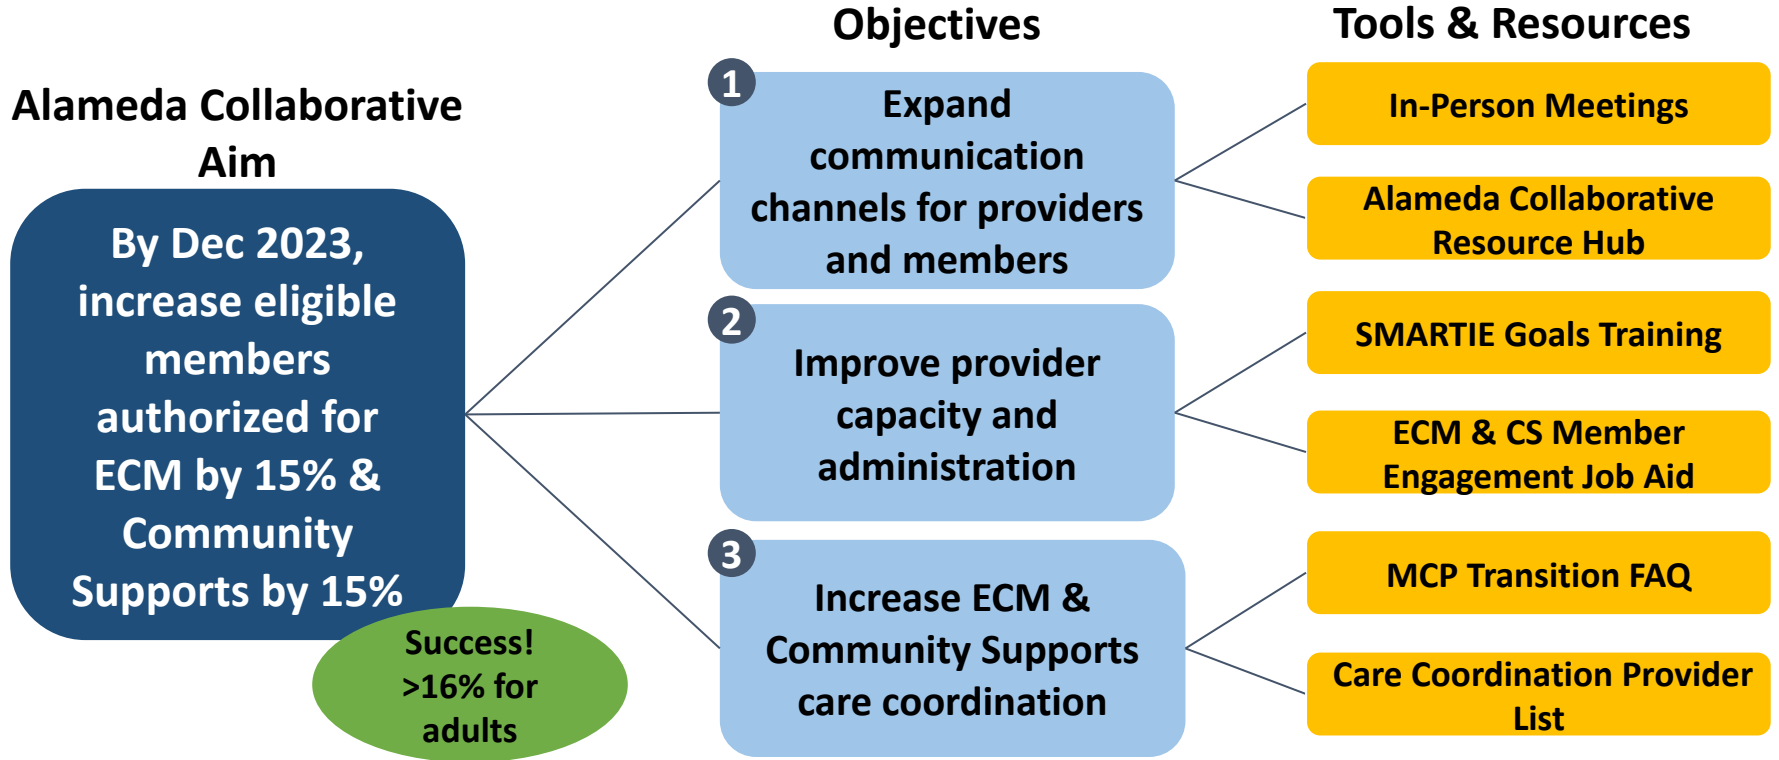 Alameda Collaborative
Aim
By Dec 2023,
increase eligible
members
authorized for
ECM by 15% &
Community
Supports by 15%
Success!
>16% for
adults
Objectives
1
Expand
communication
channels for providers
and members
2
Improve provider
capacity and
administration
3
Increase ECM &
Community Supports
care coordination
Tools & Resources
In-Person Meetings
Alameda Collaborative
Resource Hub
SMARTIE Goals Training
ECM & CS Member
Engagement Job Aid
MCP Transition FAQ
Care Coordination Provider
List